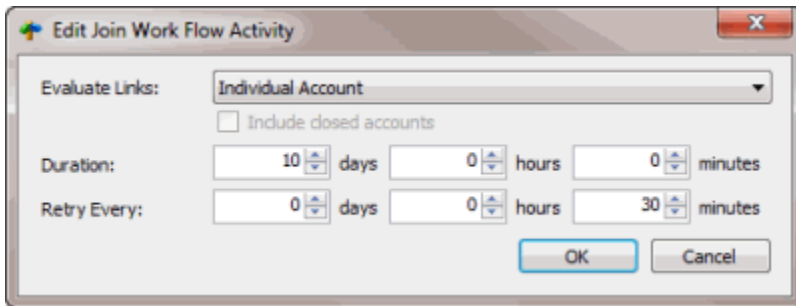 Edit Join Work Flow Activity
Evaluate Links: Individual Account
Include closed accounts
Duration: 10 days 0 hours 0 minutes
Retry Every: 0 days 0 hours 30 minutes
OK Cancel